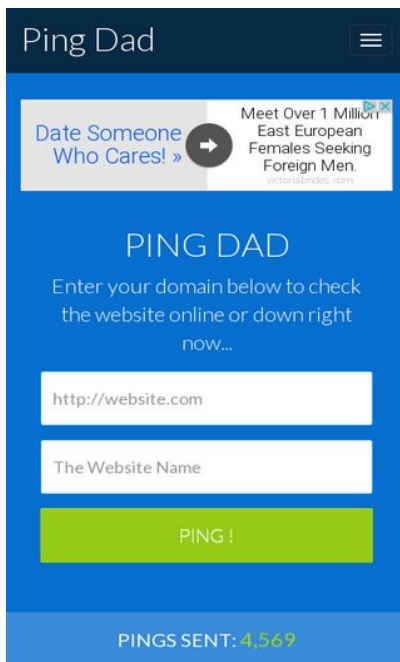 Ping Dad
Date Someone
Who Cares! »
Meet Over 1 Million
East European
Females Seeking
Foreign Men.
victoriabrides.com
PING DAD
Enter your domain below to check
the website online or down right
now...
http://website.com
The Website Name
PING !
PINGS SENT: 4,569